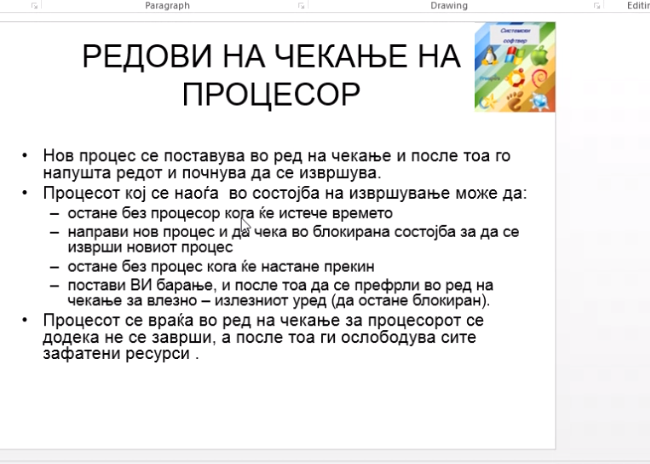 Paragraph
Drawing
Editin
Системски
софтвер
РЕДОВИ НА ЧЕКАЊЕ НА
ПРОЦЕСОР
• Нов процес се поставува во ред на чекање и после тоа го
напушта редот и почнува да се извршува.
• Процесот кој се наоѓа во состојба на извршување може да:
– остане без процесор кога ќе истече времето
– направи нов процес и да чека во блокирана состојба за да се
изврши новиот процес
– остане без процес кога ќе настане прекин
– постави ВИ барање, и после тоа да се префрли во ред на
чекање за влезно – излезниот уред (да остане блокиран).
• Процесот се враќа во ред на чекање за процесорот се
додека не се заврши, а после тоа ги ослободува сите
зафатени ресурси .